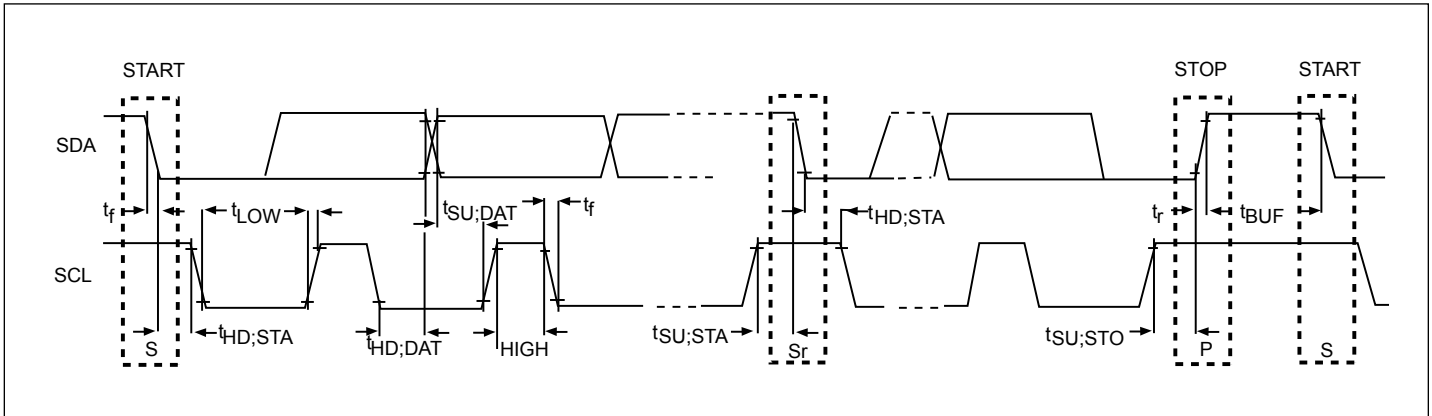 START STOP START
SDA
tf tLOW tSU;DAT tf tHD;STA tr tBUF
SCL
tHD;STA tHD;DAT HIGH tSU;STA tSU;STO
S Sr P S